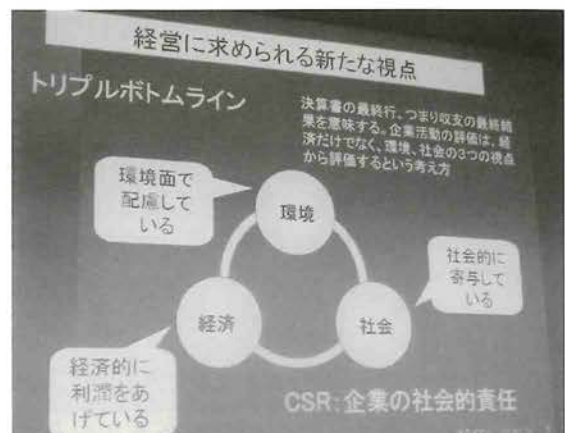 経営に求められる新たな視点
トリプルボトムライン
決算書の最終行、つまり収支の最終結
果を意味する。企業活動の評価は、経
済だけでなく、環境、社会の3つの視点
から評価するという考え方
環境面で
配慮して
いる
環境
社会的に
寄与して
いる
経済
社会
経済的に
利潤をあ
げている
CSR:企業の社会的責任